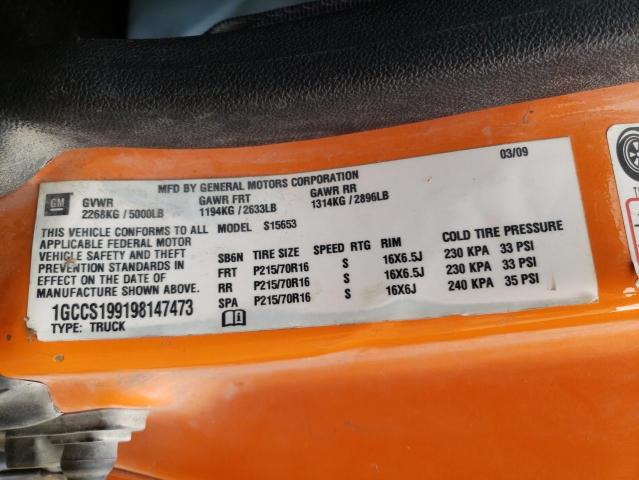 MFD BY GENERAL MOTORS CORPORATION 03/09
GM GVWR GAWR FRT GAWR RR
2268KG / 5000LB 1194KG / 2633LB 1314KG / 2896LB
THIS VEHICLE CONFORMS TO ALL MODEL S15653
APPLICABLE FEDERAL MOTOR
VEHICLE SAFETY AND THEFT
PREVENTION STANDARDS IN
EFFECT ON THE DATE OF
MANUFACTURE SHOWN ABOVE.
SB6N TIRE SIZE SPEED RTG RIM COLD TIRE PRESSURE
FRT P215/70R16 S 16X6.5J 230 KPA 33 PSI
RR P215/70R16 S 16X6.5J 230 KPA 33 PSI
SPA P215/70R16 S 16X6J 240 KPA 35 PSI
1GCCS199198147473
TYPE: TRUCK